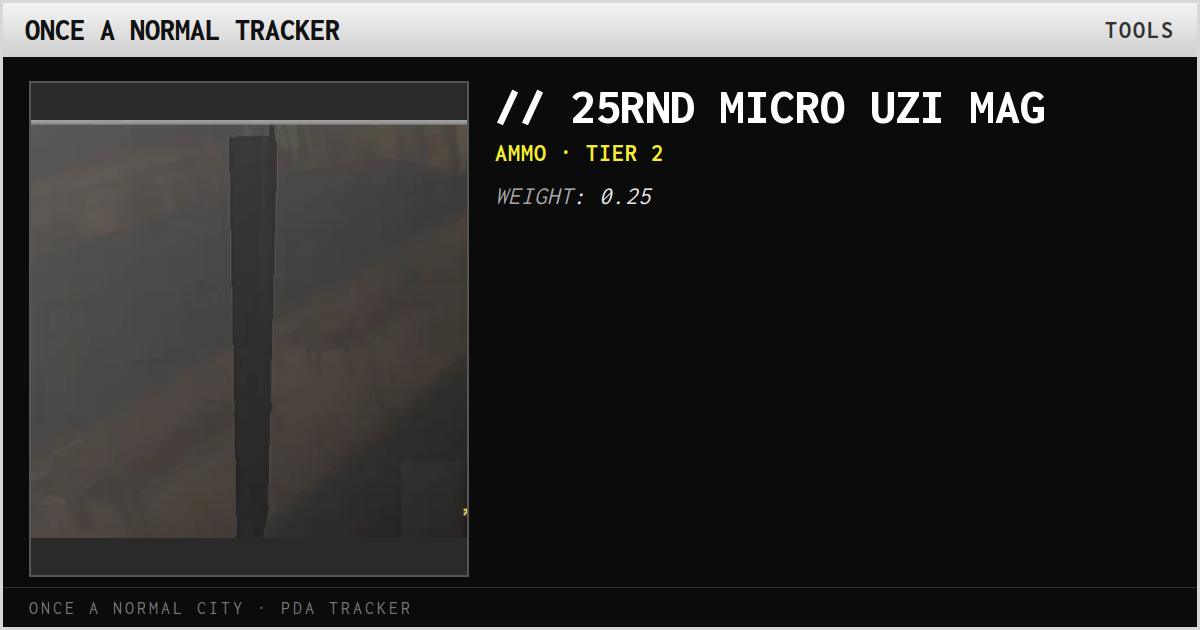 ONCE A NORMAL TRACKER
TOOLS
// 25RND MICRO UZI MAG
AMMO · TIER 2
WEIGHT: 0.25
ONCE A NORMAL CITY · PDA TRACKER